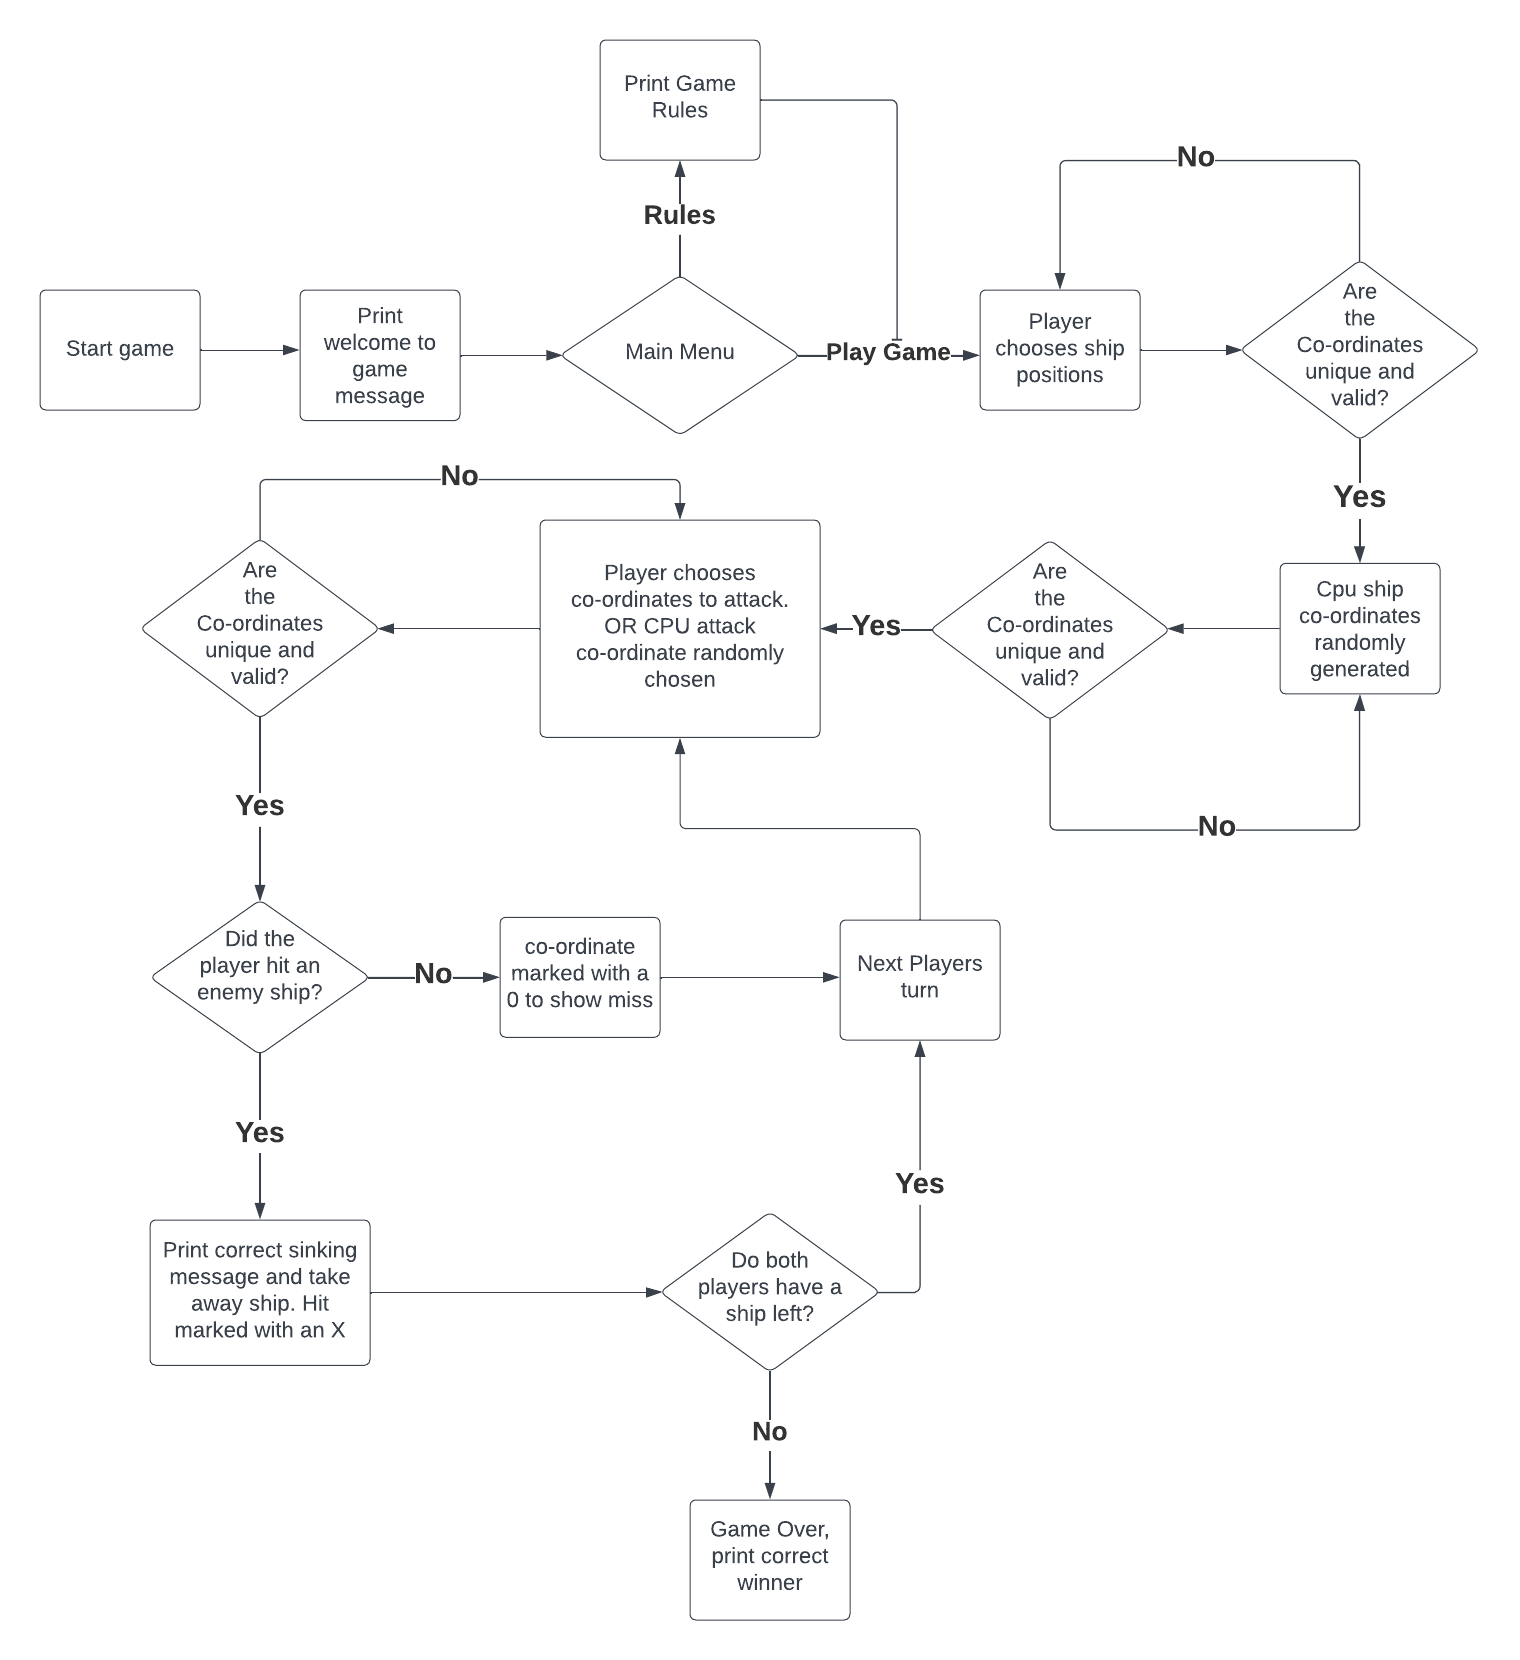 Print Game
Rules
No
Rules
Start game
Print
welcome to
game
message
Main Menu
Play Game
Player
chooses ship
positions
Are
the
Co-ordinates
unique and
valid?
No
Yes
Are
the
Co-ordinates
unique and
valid?
Player chooses
co-ordinates to attack.
OR CPU attack
co-ordinate randomly
chosen
Yes
Are
the
Co-ordinates
unique and
valid?
Cpu ship
co-ordinates
randomly
generated
Yes
No
Did the
player hit an
enemy ship?
No
co-ordinate
marked with a
0 to show miss
Next Players
turn
Yes
Yes
Print correct sinking
message and take
away ship. Hit
marked with an X
Do both
players have a
ship left?
No
Game Over,
print correct
winner